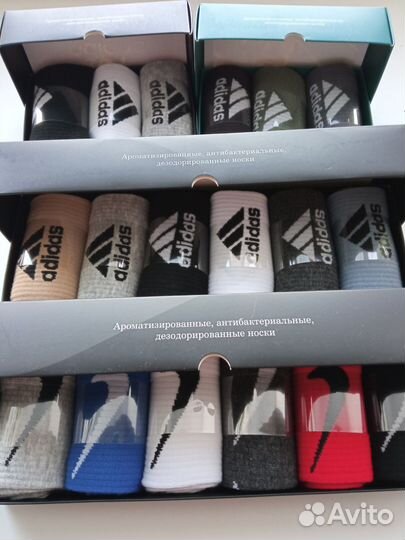 adidas
adidas
adidas
adidas
adidas
Ароматизированные, антибактериальные,
дезодорированные носки
adidas
adidas
adidas
adidas
adidas
adidas
Ароматизированные, антибактериальные,
дезодорированные носки
Avito